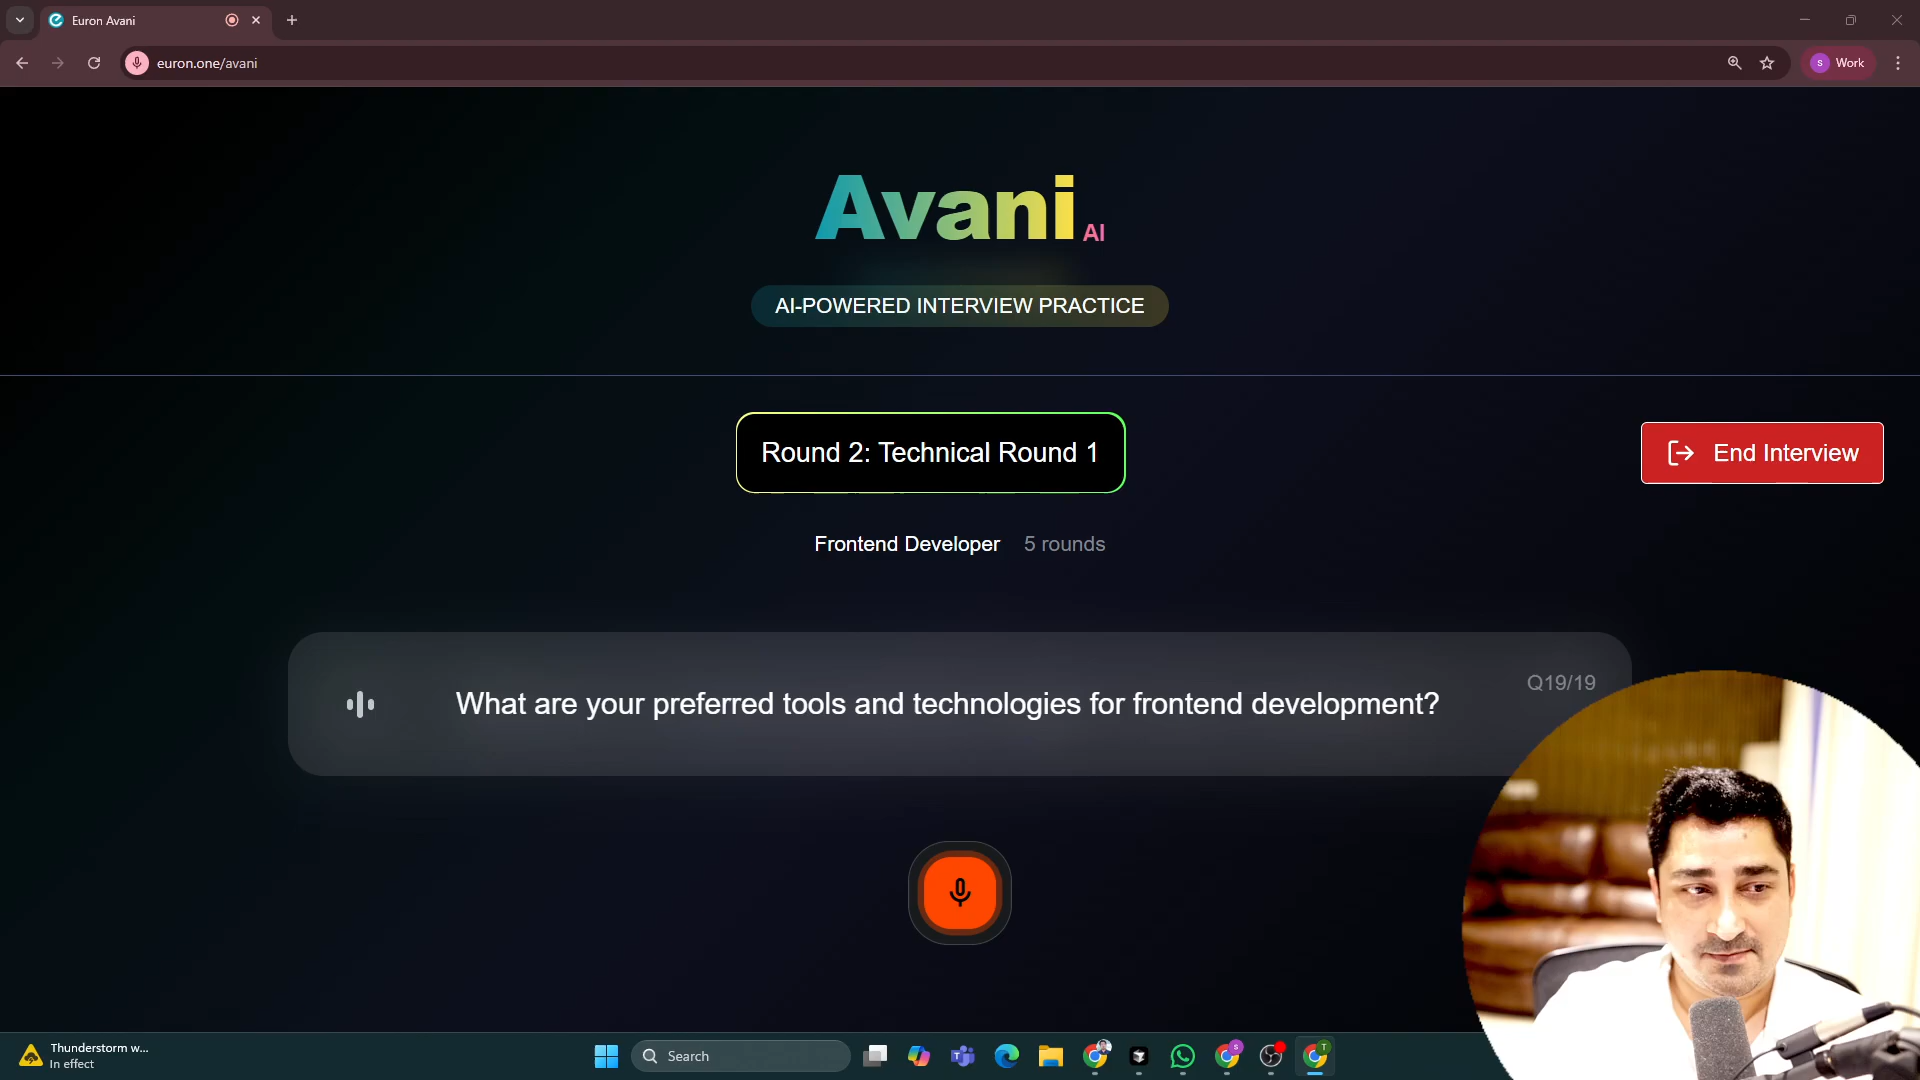 Euron Avani
euron.one/avani
S
Work
Avani AI
AI-POWERED INTERVIEW PRACTICE
Round 2: Technical Round 1
End Interview
Frontend Developer 5 rounds
Q19/19
What are your preferred tools and technologies for frontend development?
Thunderstorm w...
In effect
Search
S
T